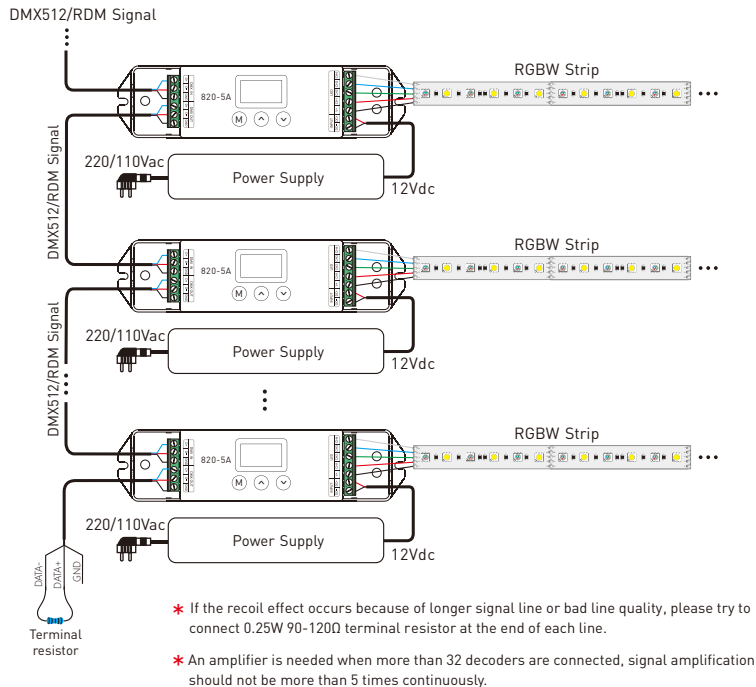 DMX512/RDM Signal
820-5A
M
RGBW Strip
220/110Vac
Power Supply
12Vdc
DMX512/RDM Signal
820-5A
M
RGBW Strip
220/110Vac
Power Supply
12Vdc
DMX512/RDM Signal
820-5A
M
RGBW Strip
220/110Vac
Power Supply
12Vdc
DATA-
DATA+
GND
Terminal
resistor
* If the recoil effect occurs because of longer signal line or bad line quality, please try to
connect 0.25W 90-120Ω terminal resistor at the end of each line.
* An amplifier is needed when more than 32 decoders are connected, signal amplification
should not be more than 5 times continuously.